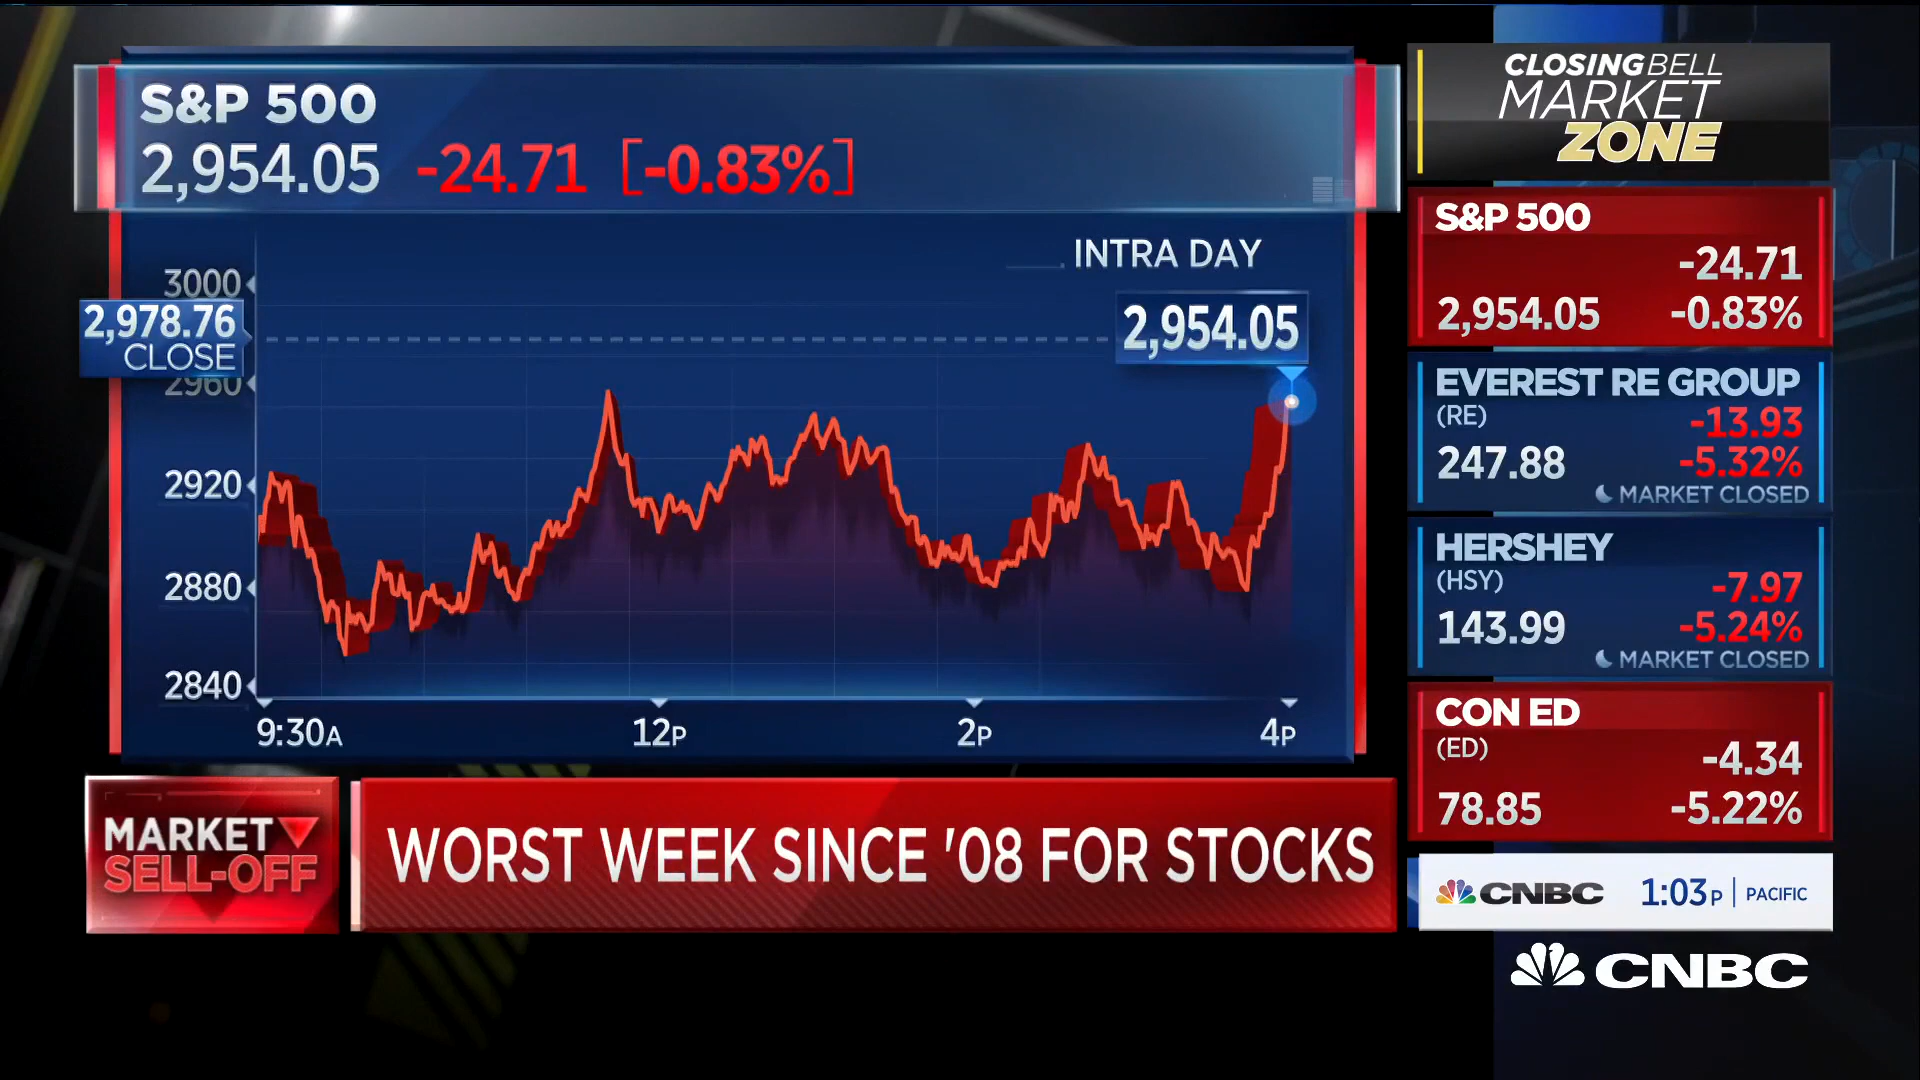 S&P 500
2,954.05 -24.71 [-0.83%]
INTRA DAY
3000
2,978.76
CLOSE
2,954.05
2960
2920
2880
2840
9:30A 12P 2P 4P
MARKET
SELL-OFF
WORST WEEK SINCE '08 FOR STOCKS
CLOSING BELL
MARKET
ZONE
S&P 500
-24.71
2,954.05 -0.83%
EVEREST RE GROUP
(RE) -13.93
247.88 -5.32%
MARKET CLOSED
HERSHEY
(HSY) -7.97
143.99 -5.24%
MARKET CLOSED
CON ED
(ED) -4.34
78.85 -5.22%
CNBC 1:03P PACIFIC
CNBC